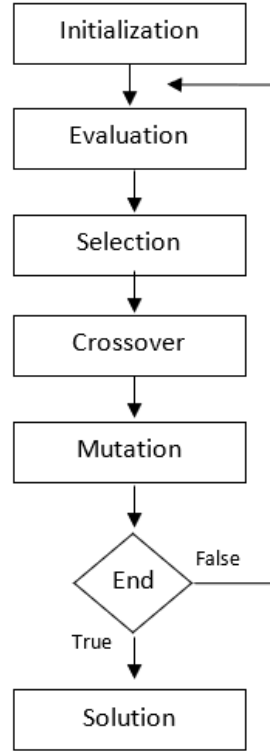 Initialization
Evaluation
Selection
Crossover
Mutation
False
End
True
Solution